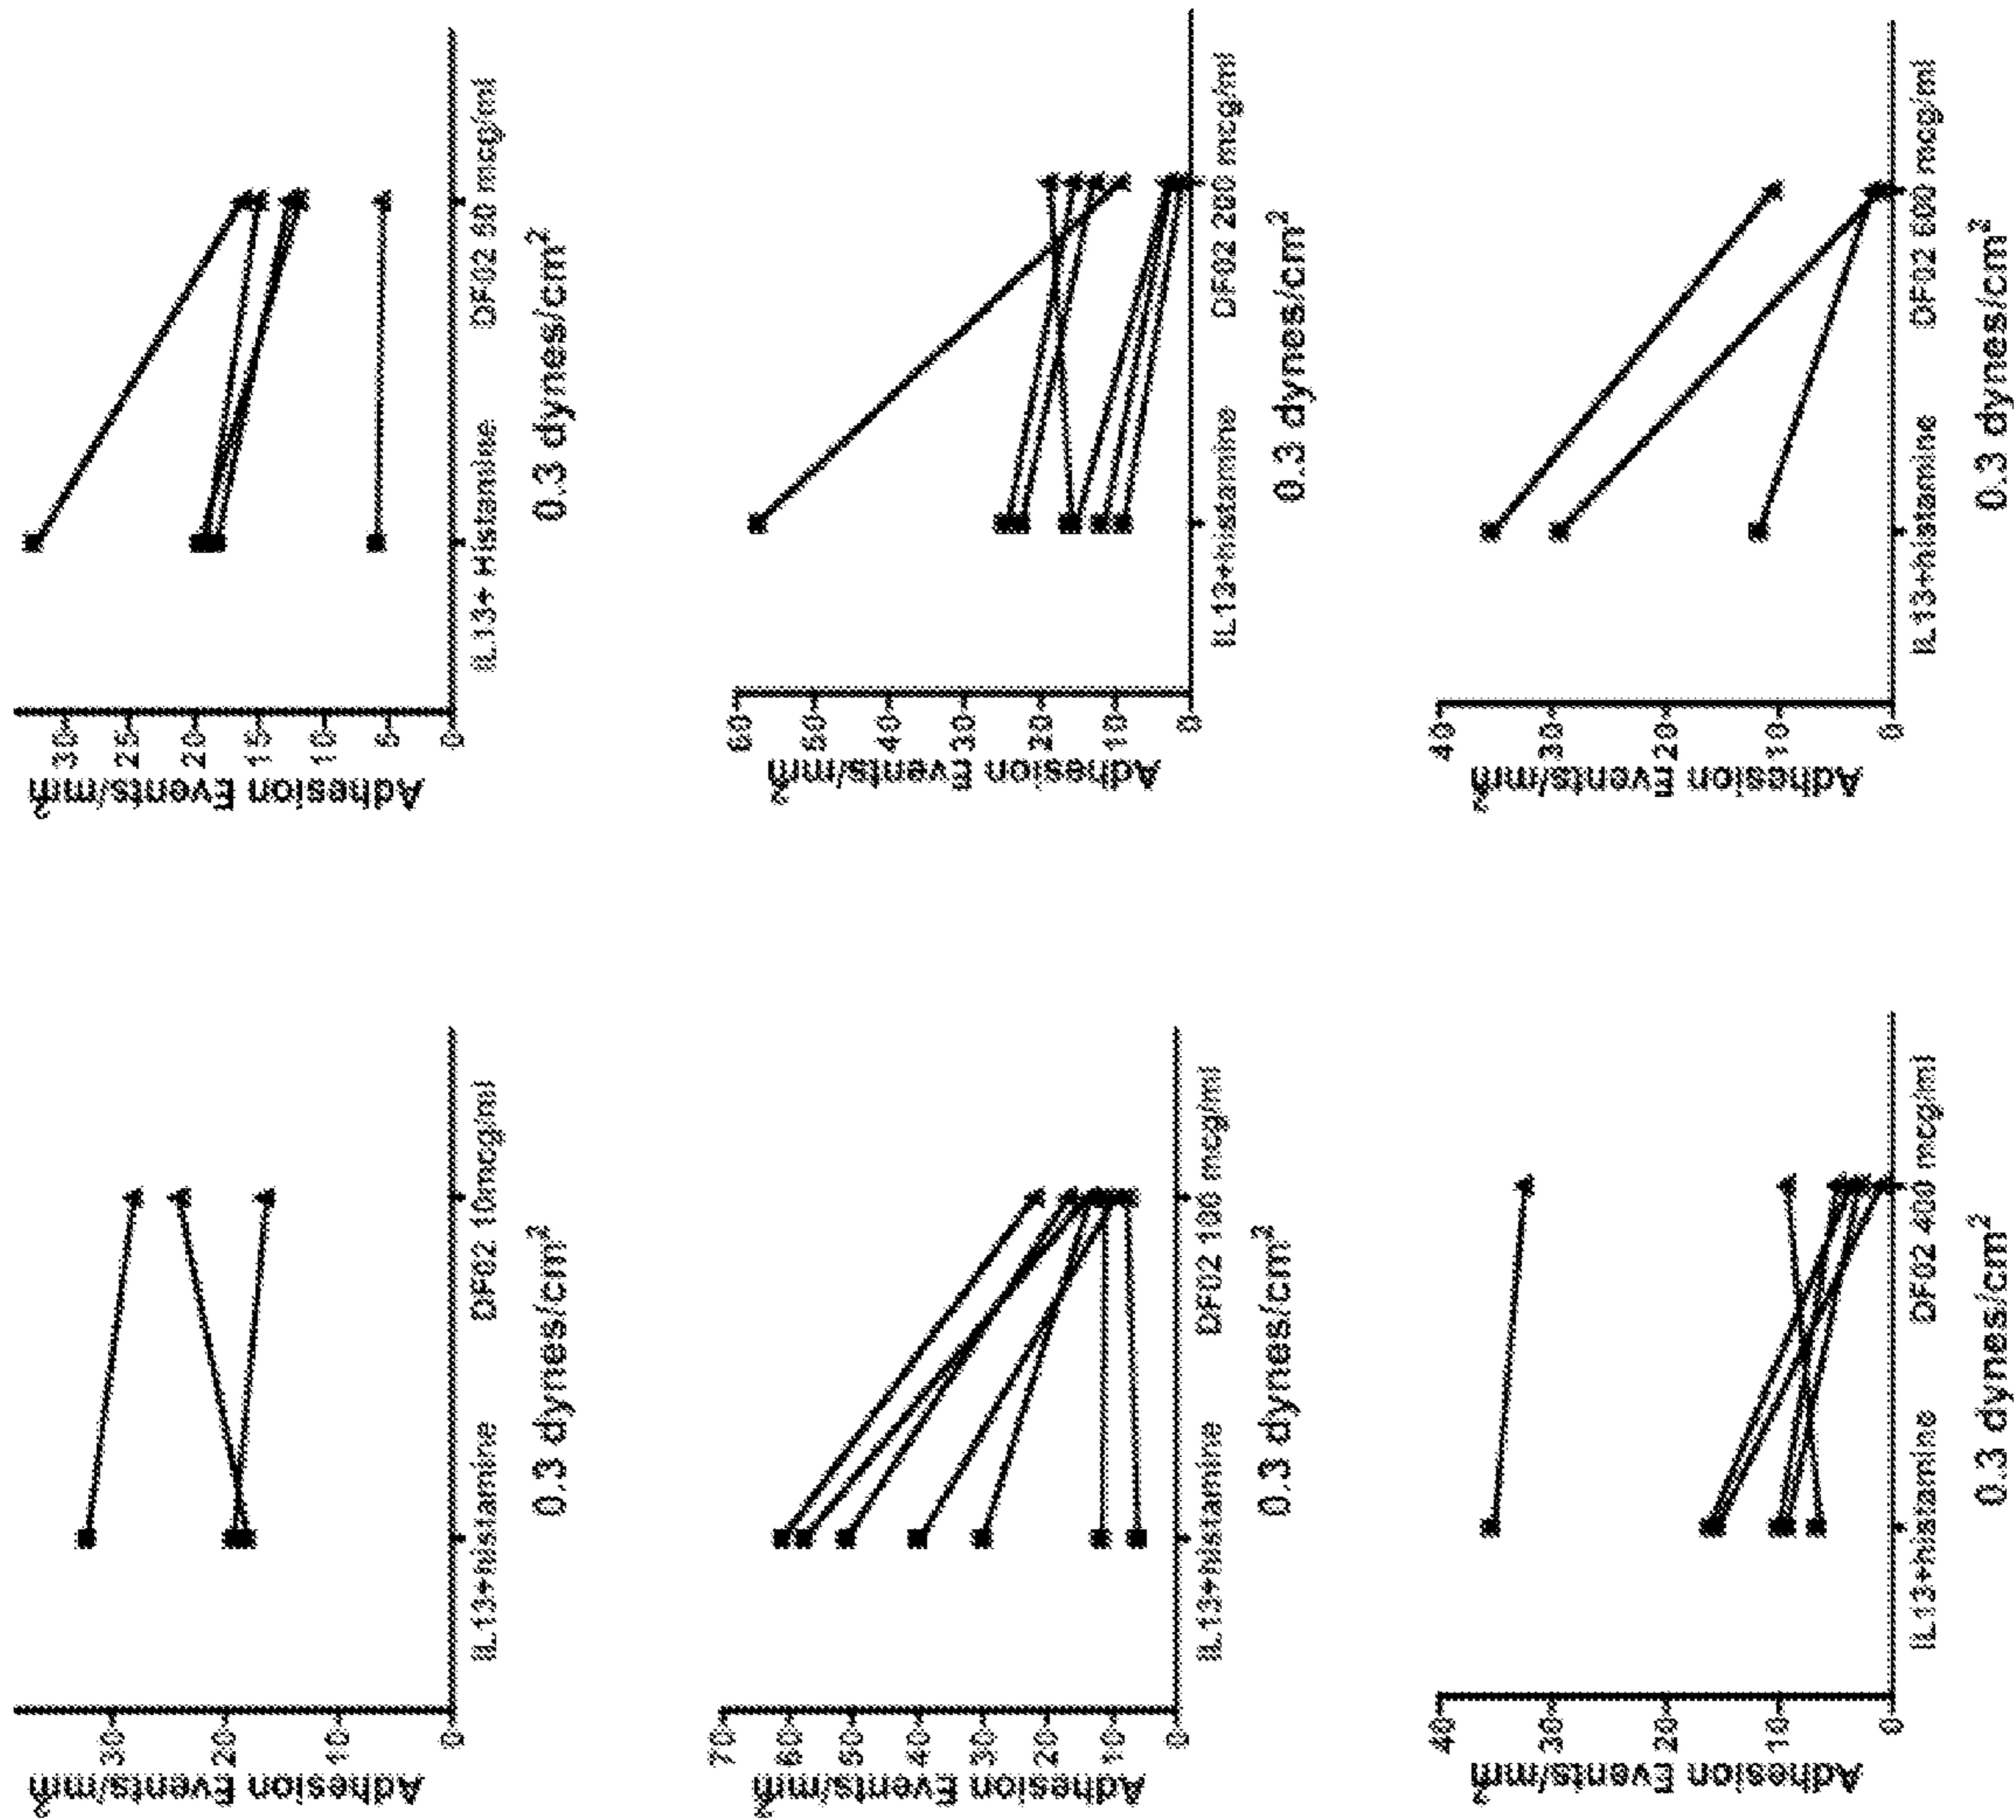 Adhesion Events/mm²
30
20
10
0
IL13+histamine
DF02 10mcg/ml
0.3 dynes/cm²
Adhesion Events/mm²
30
25
20
15
10
5
0
IL13+ Histamine
DF02 50 mcg/ml
0.3 dynes/cm²
Adhesion Events/mm²
70
60
50
40
30
20
10
0
IL13+histamine
DF02 100 mcg/ml
0.3 dynes/cm²
Adhesion Events/mm²
60
50
40
30
20
10
0
IL13+histamine
DF02 200 mcg/ml
0.3 dynes/cm²
Adhesion Events/mm²
40
30
20
10
0
IL13+histamine
DF02 400 mcg/ml
0.3 dynes/cm²
Adhesion Events/mm²
40
30
20
10
0
IL13+histamine
DF02 600 mcg/ml
0.3 dynes/cm²